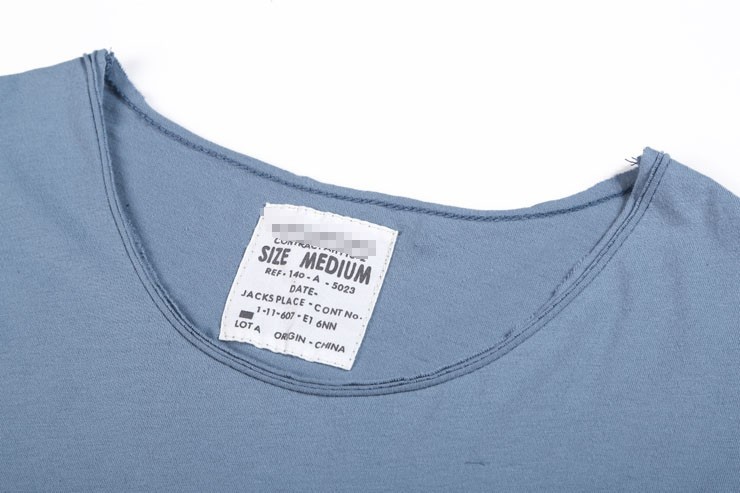 SIZE MEDIUM
REF-140-A-5023
DATE-
JACKS PLACE-CONT No.
1-11-607-E1 6NN
LOT A ORIGIN-CHINA